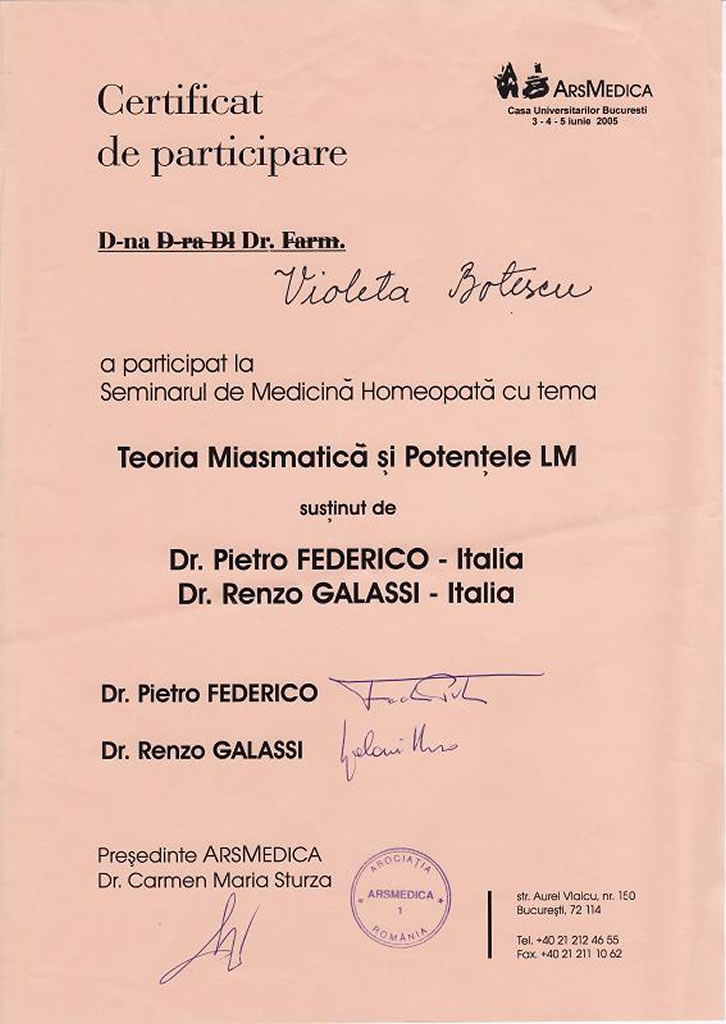 Certificat
de participare
ARSMEDICA
Casa Universitarilor Bucuresti
3 - 4 - 5 iunie 2005
D-na D-ra Dl Dr. Farm.
Violeta Botescu
a participat la
Seminarul de Medicină Homeopată cu tema
Teoria Miasmatică și Potențele LM
susținut de
Dr. Pietro FEDERICO - Italia
Dr. Renzo GALASSI - Italia
Dr. Pietro FEDERICO
Dr. Renzo GALASSI
Președinte ARSMEDICA
Dr. Carmen Maria Sturza
ASOCIAȚIA
ARSMEDICA
1
ROMÂNIA
str. Aurel Vlaicu, nr. 150
București, 72 114
Tel. +40 21 212 46 55
Fax. +40 21 211 10 62